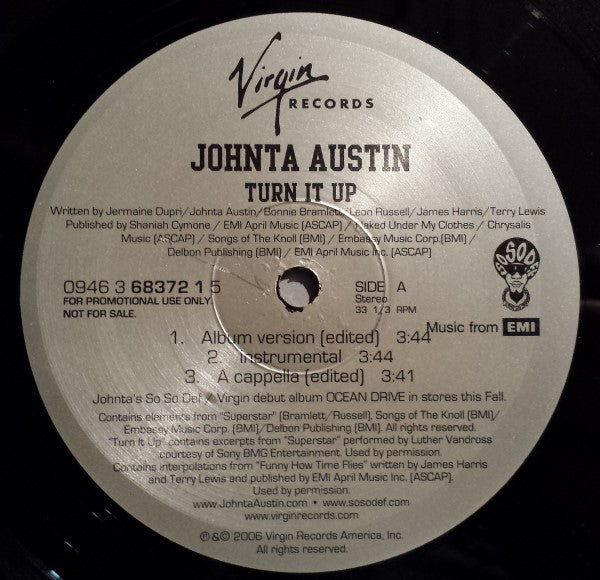 Virgin
RECORDS
JOHNTA AUSTIN
TURN IT UP
Written by Jermaine Dupri/Johnta Austin/Bonnie Bramlett/Leon Russell/James Harris/Terry Lewis
Published by Shaniah Cymone / EMI April Music [ASCAP] / Naked Under My Clothes / Chrysalis
Music [ASCAP] / Songs of The Knoll [BMI] / Embassy Music Corp.[BMI] /
Delbon Publishing [BMI] / EMI April Music Inc. [ASCAP]
SO SO DEF
0946 3 68372 1 5
FOR PROMOTIONAL USE ONLY.
NOT FOR SALE.
SIDE A
Stereo
33 1/3 RPM
Music from EMI
1. Album version [edited] 3:44
2. Instrumental 3:44
3. A cappella [edited] 3:41
Johnta's So So Def / Virgin debut album OCEAN DRIVE in stores this Fall.
Contains elements from "Superstar" [Bramlett/Russell], Songs of The Knoll [BMI]/
Embassy Music Corp. [BMI]/Delbon Publishing [BMI]. All rights reserved.
"Turn It Up" contains excerpts from "Superstar" performed by Luther Vandross
courtesy of Sony BMG Entertainment. Used by permission.
Contains interpolations from "Funny How Time Flies" written by James Harris
and Terry Lewis and published by EMI April Music Inc. [ASCAP].
Used by permission.
www.JohntaAustin.com • www.sosodef.com
www.virginrecords.com
℗&© 2006 Virgin Records America, Inc.
All rights reserved.